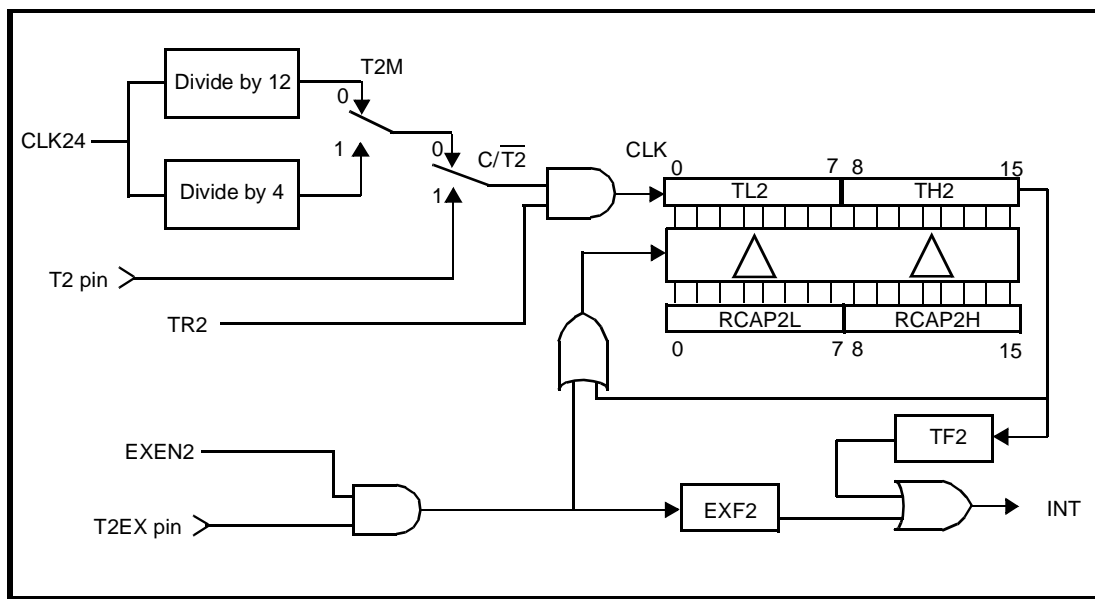 Divide by 12
T2M
0
CLK24
1
0
C/T2
CLK
0
7
8
15
TL2
TH2
Divide by 4
1
T2 pin
TR2
RCAP2L
RCAP2H
0
7
8
15
TF2
EXEN2
T2EX pin
EXF2
INT